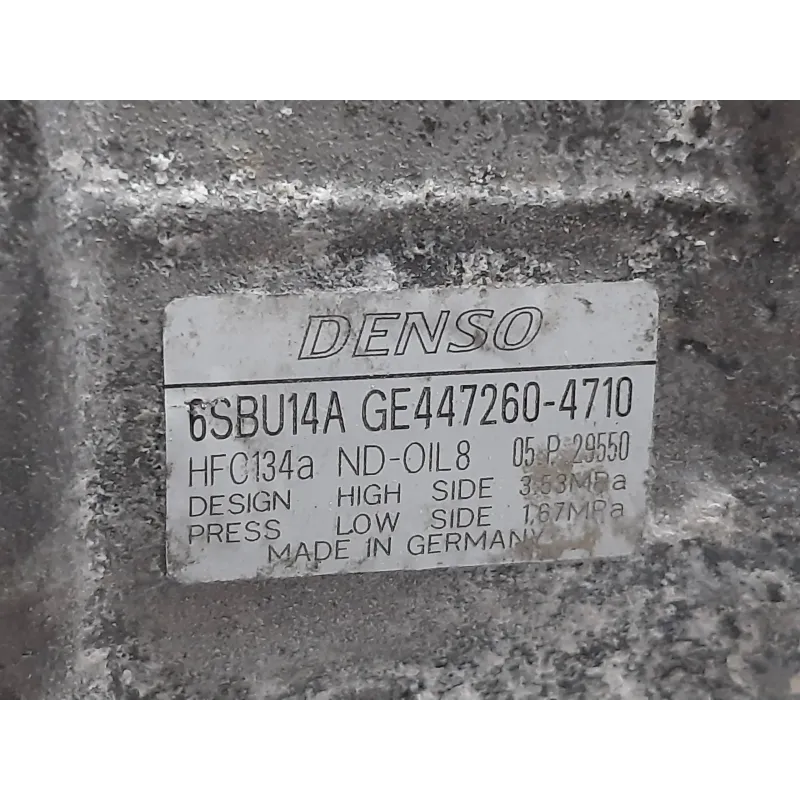 DENSO
6SBU14A GE447260-4710
HFC134a ND-OIL8 05 P 29550
DESIGN HIGH SIDE 3.53MPa
PRESS LOW SIDE 1.67MPa
MADE IN GERMANY